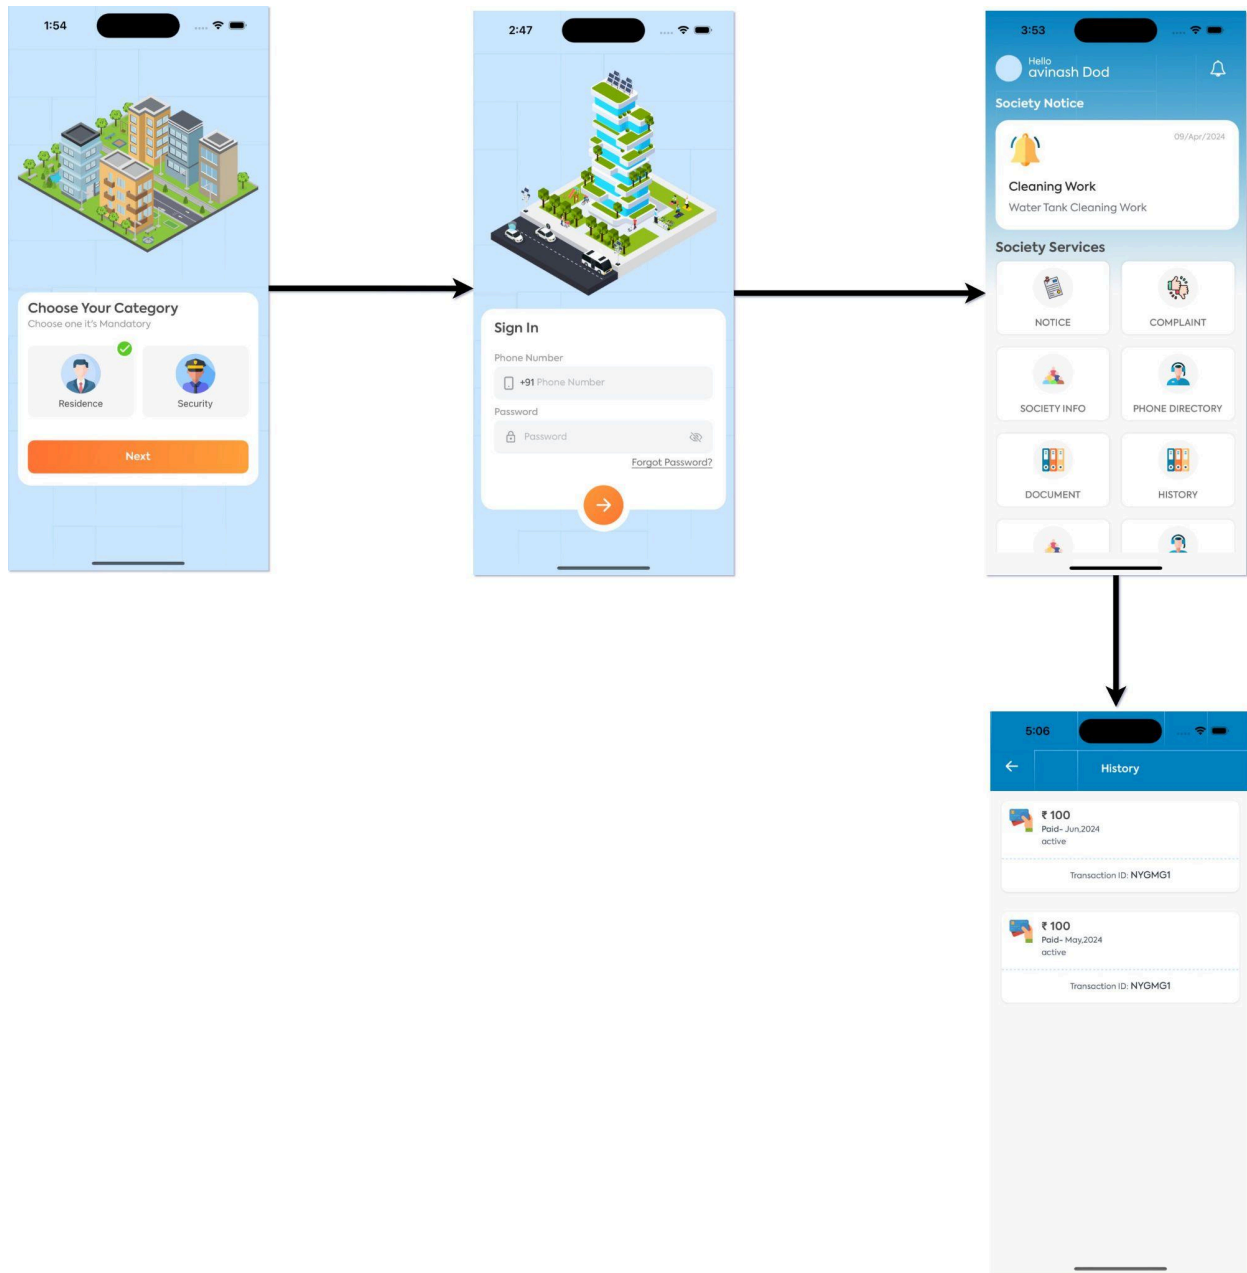 1:54
Choose Your Category
Choose one it's Mandatory
Residence
Security
Next
2:47
Sign In
Phone Number
+91 Phone Number
Password
Password
Forgot Password?
3:53
Hello
avinash Dod
Society Notice
09/Apr/2024
Cleaning Work
Water Tank Cleaning Work
Society Services
NOTICE
COMPLAINT
SOCIETY INFO
PHONE DIRECTORY
DOCUMENT
HISTORY
5:06
History
₹ 100
Paid- Jun,2024
active
Transaction ID: NYGMG1
₹ 100
Paid- May,2024
active
Transaction ID: NYGMG1